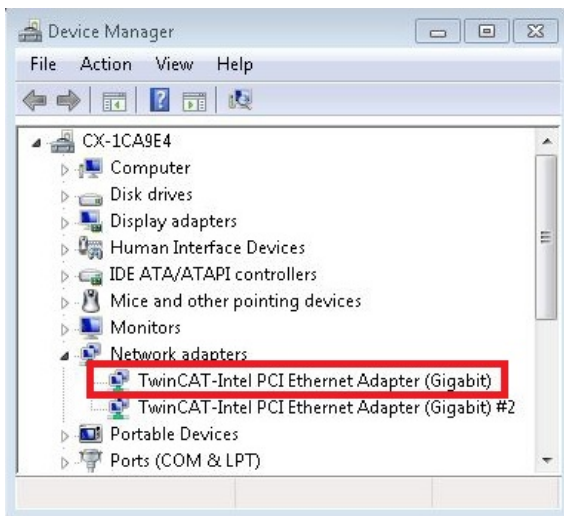 Device Manager
File Action View Help
CX-1CA9E4
Computer
Disk drives
Display adapters
Human Interface Devices
IDE ATA/ATAPI controllers
Mice and other pointing devices
Monitors
Network adapters
TwinCAT-Intel PCI Ethernet Adapter (Gigabit)
TwinCAT-Intel PCI Ethernet Adapter (Gigabit) #2
Portable Devices
Ports (COM & LPT)